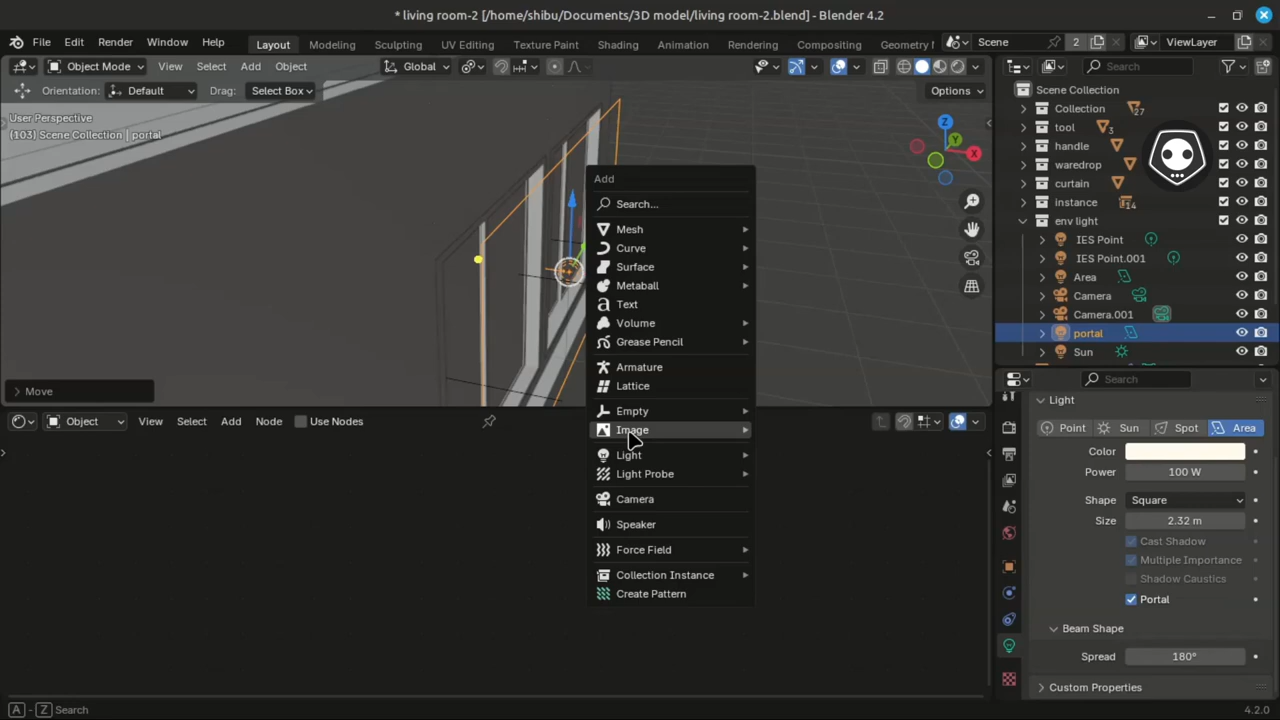 * living room-2 [/home/shibu/Documents/3D model/living room-2.blend] - Blender 4.2
File Edit Render Window Help Layout Modeling Sculpting UV Editing Texture Paint Shading Animation Rendering Compositing Geometry Scene 2 ViewLayer
Object Mode View Select Add Object Global Search
Orientation: Default Drag: Select Box Options
User Perspective
(103) Scene Collection | portal
Z
Y
X
Move
Add
Search...
Mesh
Curve
Surface
Metaball
Text
Volume
Grease Pencil
Armature
Lattice
Empty
Image
Light
Light Probe
Camera
Speaker
Force Field
Collection Instance
Create Pattern
Scene Collection
Collection 27
tool 3
handle
waredrop
curtain
instance 14
env light
IES Point
IES Point.001
Area
Camera
Camera.001
portal
Sun
Search
Object View Select Add Node Use Nodes
Light
Point Sun Spot Area
Color
Power 100 W
Shape Square
Size 2.32 m
Cast Shadow
Multiple Importance
Shadow Caustics
Portal
Beam Shape
Spread 180°
Custom Properties
A - Z Search
4.2.0